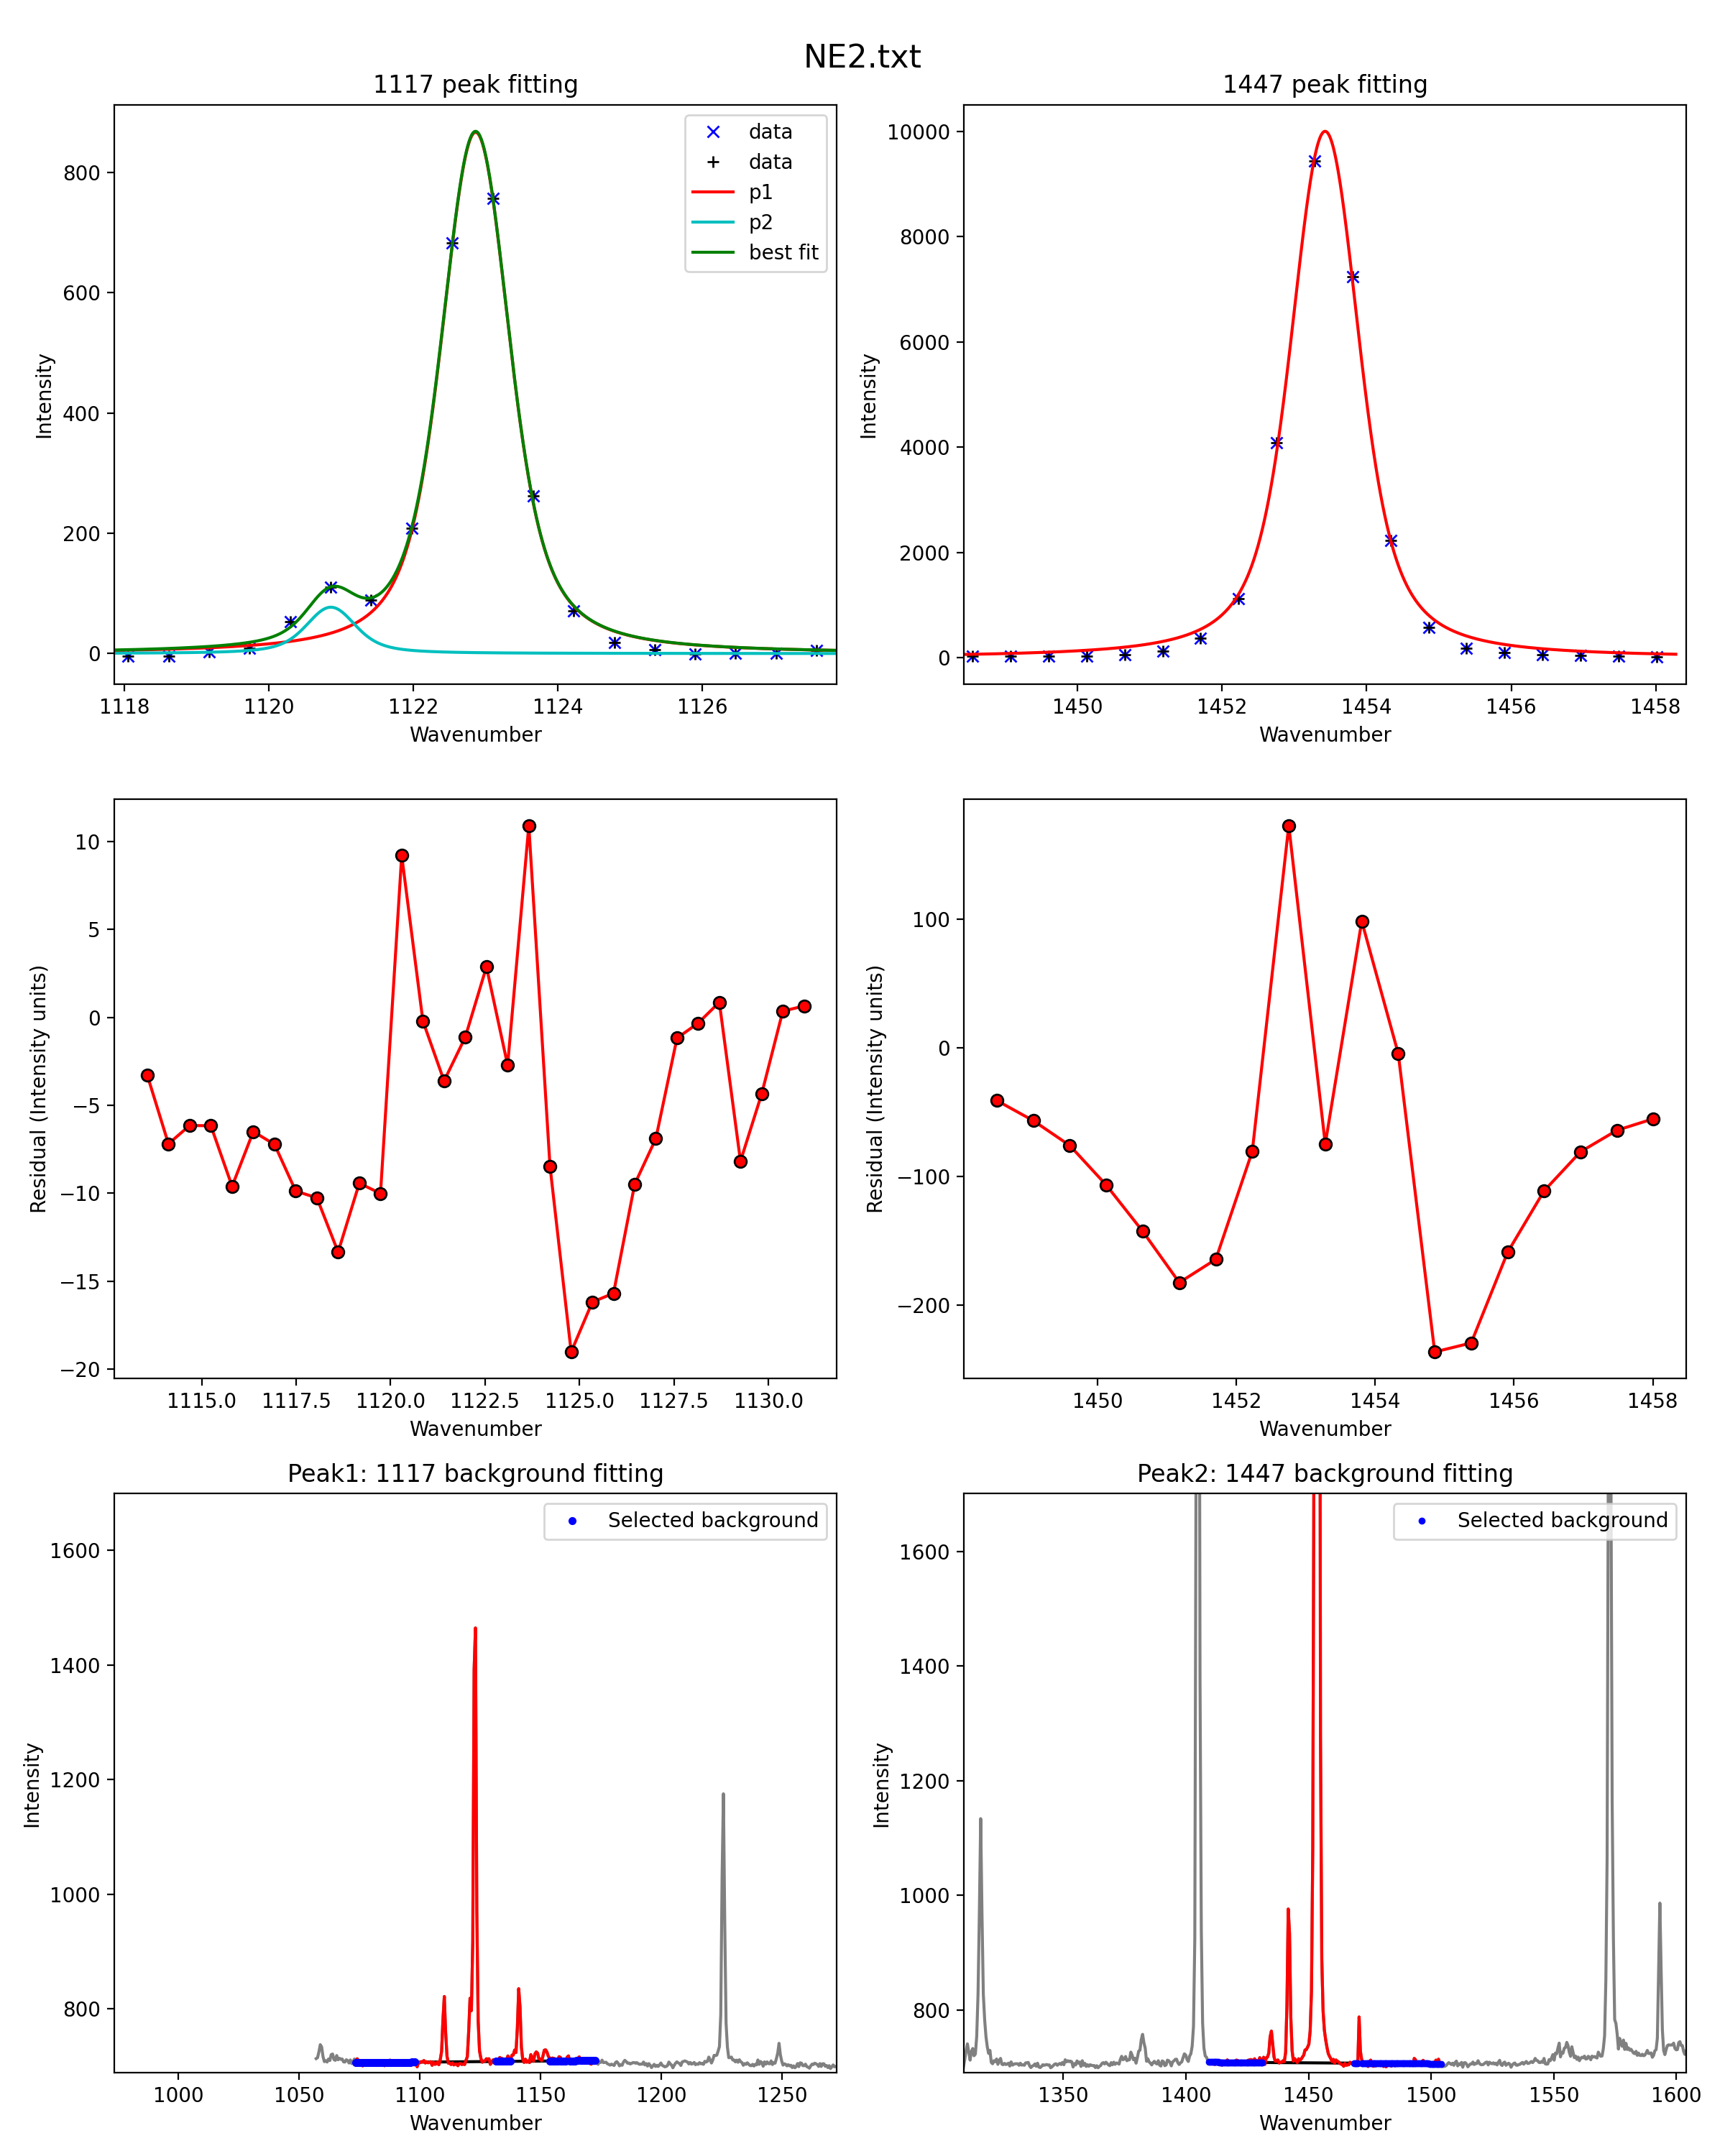 NE2.txt
1117 peak fitting
1447 peak fitting
data
data
p1
p2
best fit
Intensity
800
600
400
200
0
1118 1120 1122 1124 1126
Wavenumber
Intensity
10000
8000
6000
4000
2000
0
1450 1452 1454 1456 1458
Wavenumber
Residual (Intensity units)
10
5
0
−5
−10
−15
−20
1115.0 1117.5 1120.0 1122.5 1125.0 1127.5 1130.0
Wavenumber
Residual (Intensity units)
100
0
−100
−200
1450 1452 1454 1456 1458
Wavenumber
Peak1: 1117 background fitting
Selected background
Intensity
1600
1400
1200
1000
800
1000 1050 1100 1150 1200 1250
Wavenumber
Peak2: 1447 background fitting
Selected background
Intensity
1600
1400
1200
1000
800
1350 1400 1450 1500 1550 1600
Wavenumber